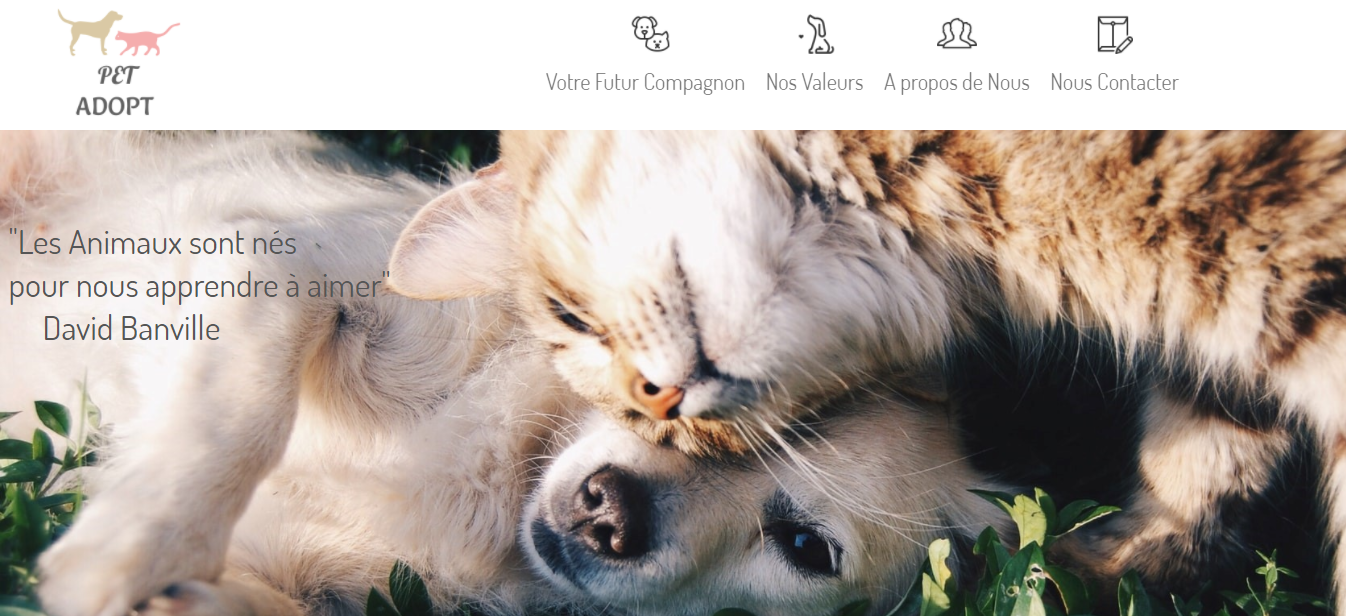 PET
ADOPT
Votre Futur Compagnon
Nos Valeurs
A propos de Nous
Nous Contacter
"Les Animaux sont nés
pour nous apprendre à aimer"
David Banville